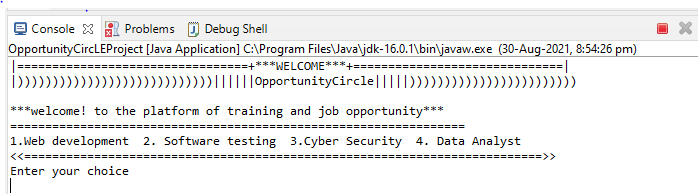 Console Problems Debug Shell
OpportunityCircLEProject [Java Application] C:\Program Files\Java\jdk-16.0.1\bin\javaw.exe (30-Aug-2021, 8:54:26 pm)
|=================================+***WELCOME***+==============================|
|))))))))))))))))))))))))))))||||||OpportunityCircle|||||))))))))))))))))))))))))
***welcome! to the platform of training and job opportunity***
=================================================================
1.Web development 2. Software testing 3.Cyber Security 4. Data Analyst
<<==========================================================================>>
Enter your choice